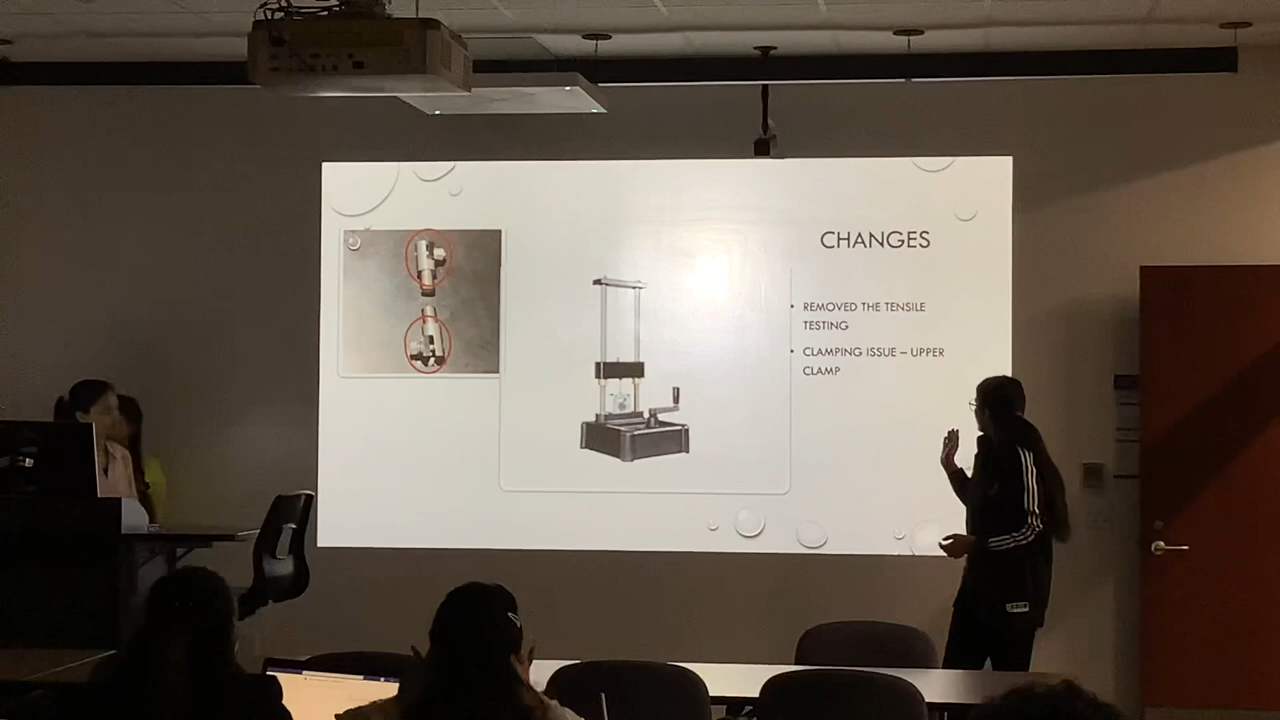 CHANGES
• REMOVED THE TENSILE
TESTING
• CLAMPING ISSUE – UPPER
CLAMP